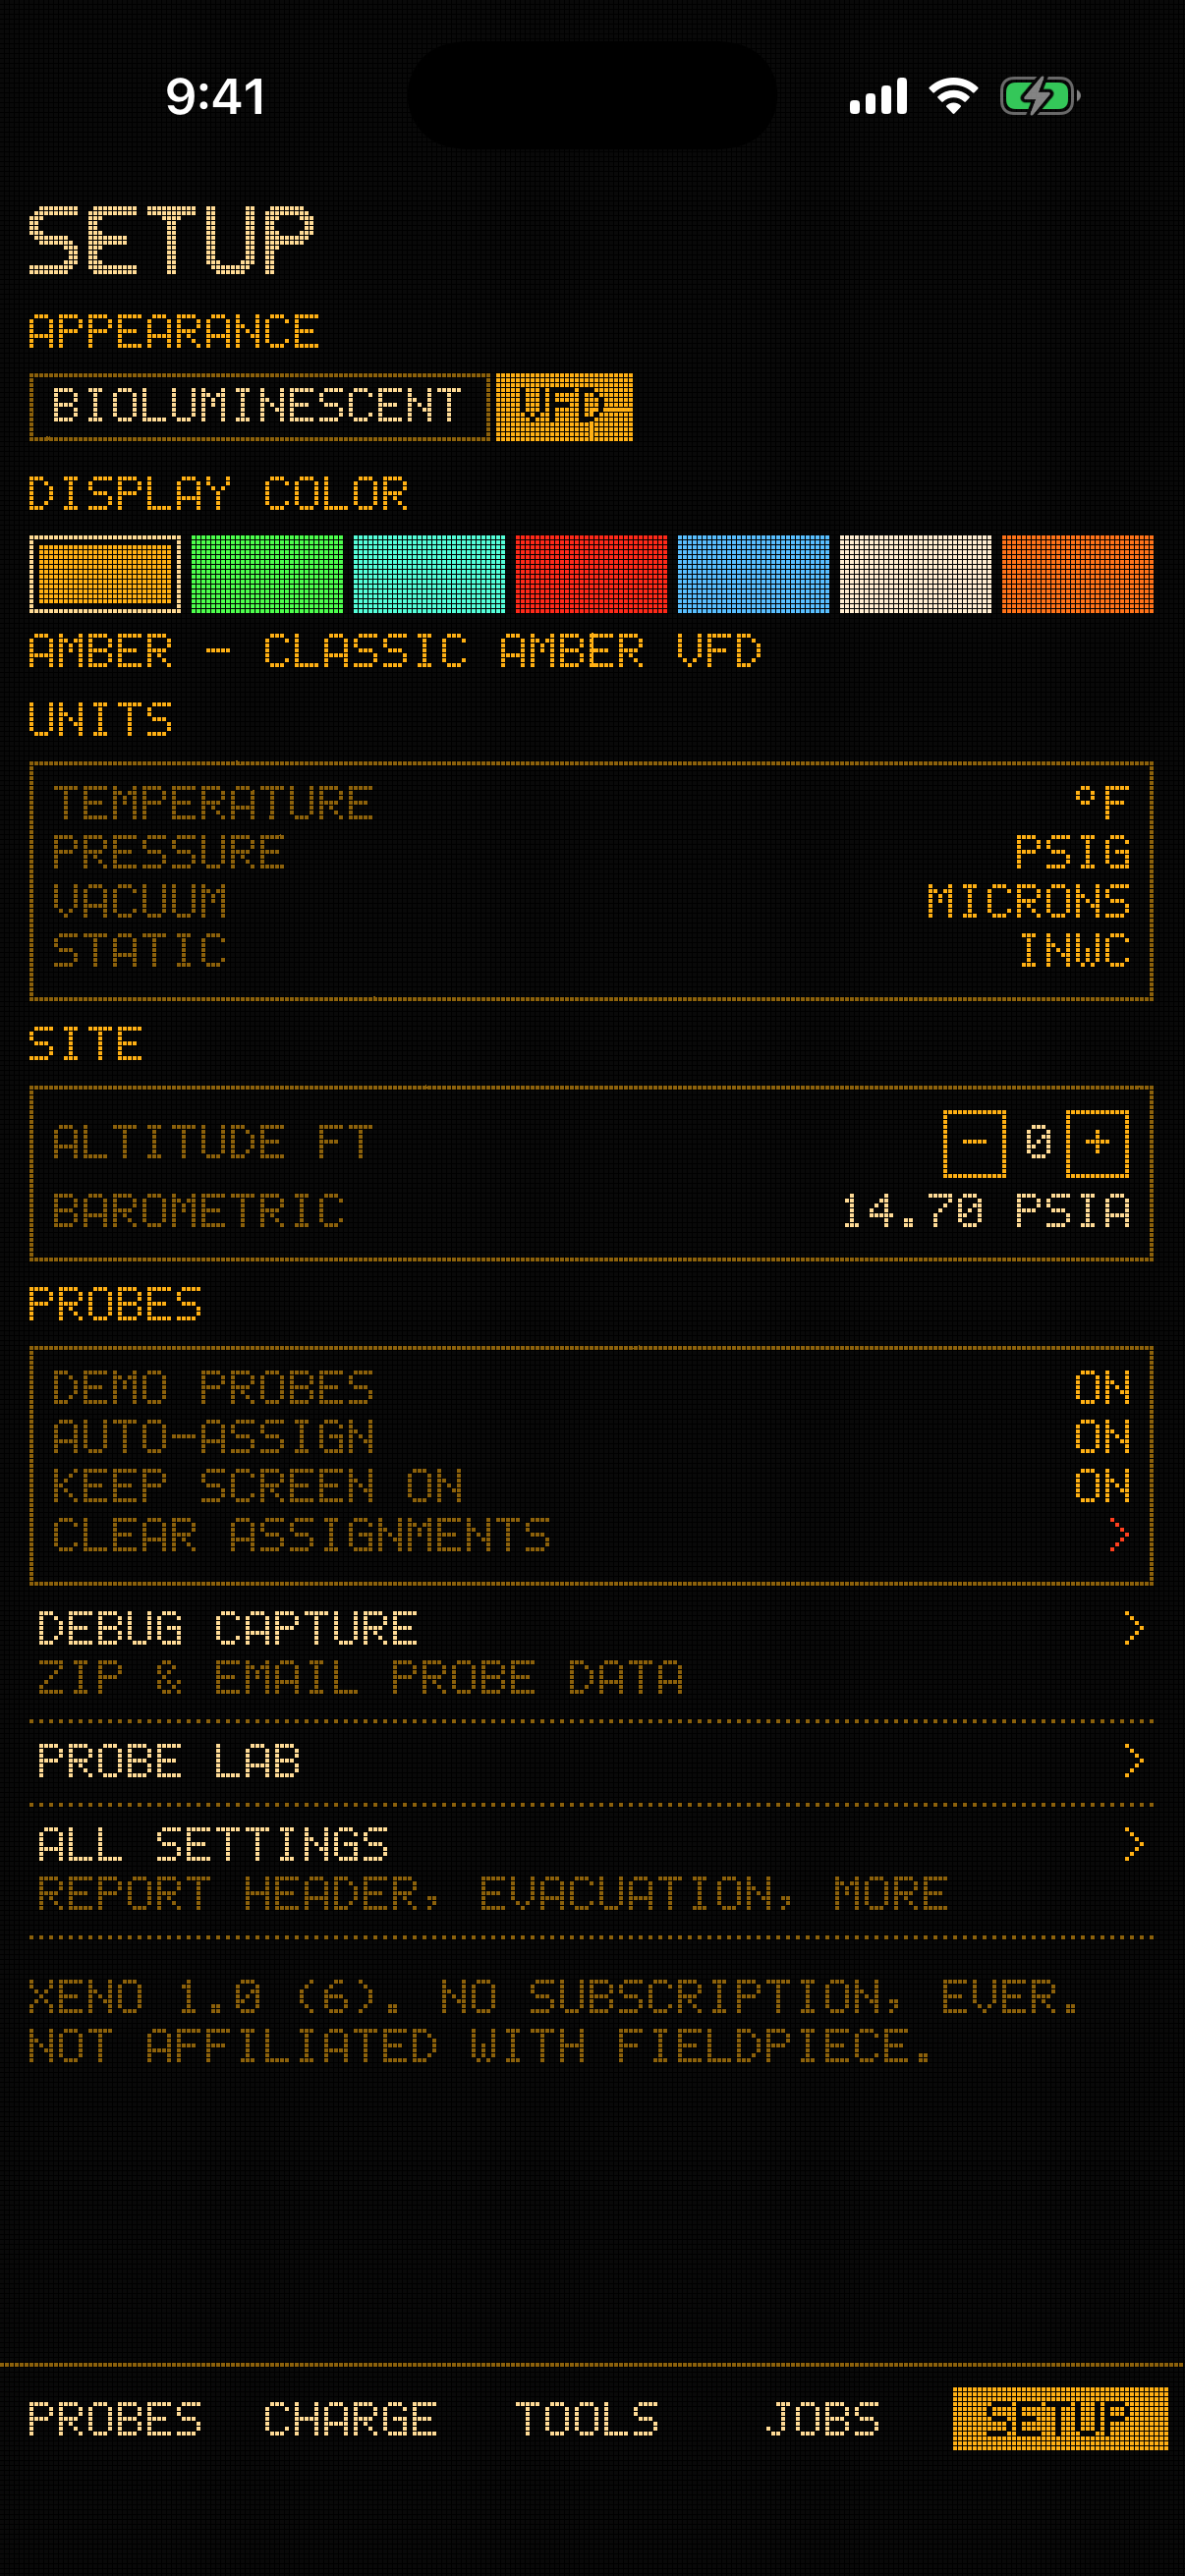 9:41
SETUP
APPEARANCE
BIOLUMINESCENT VFD
DISPLAY COLOR
AMBER - CLASSIC AMBER VFD
UNITS
TEMPERATURE °F
PRESSURE PSIG
VACUUM MICRONS
STATIC INWC
SITE
ALTITUDE FT - 0 +
BAROMETRIC 14.70 PSIA
PROBES
DEMO PROBES ON
AUTO-ASSIGN ON
KEEP SCREEN ON ON
CLEAR ASSIGNMENTS >
DEBUG CAPTURE >
ZIP & EMAIL PROBE DATA
PROBE LAB >
ALL SETTINGS >
REPORT HEADER, EVACUATION, MORE
XENO 1.0 (6). NO SUBSCRIPTION, EVER.
NOT AFFILIATED WITH FIELDPIECE.
PROBES CHARGE TOOLS JOBS SETUP